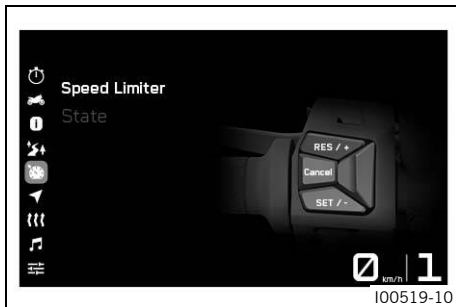 Speed Limiter
State
RES / +
Cancel
SET / -
0 km/h 1
I00519-10